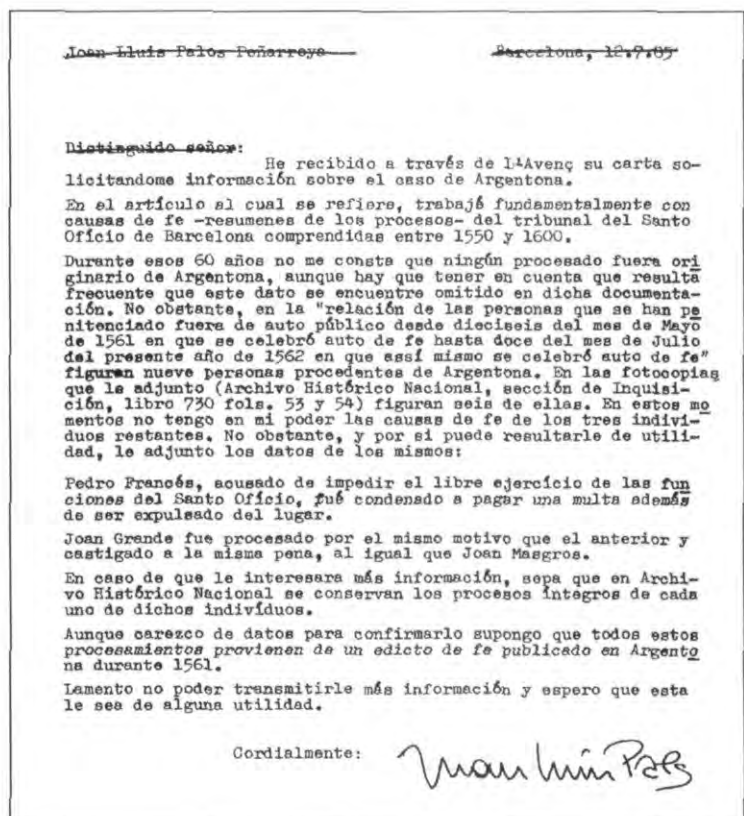 Joan Lluis Palos Peñarroya Barcelona, 12.9.85
Distinguido señor:
He recibido a través de L'Avenç su carta so-
licitandome información sobre el caso de Argentona.
En el artículo al cual se refiere, trabajé fundamentalmente con
causas de fe -resumenes de los procesos- del tribunal del Santo
Oficio de Barcelona comprendidas entre 1550 y 1600.
Durante esos 60 años no me consta que ningún procesado fuera ori
ginario de Argentona, aunque hay que tener en cuenta que resulta
frecuente que este dato se encuentre omitido en dicha documenta-
ción. No obstante, en la "relación de las personas que se han pe
nitenciado fuera de auto público desde dieciseis del mes de Mayo
de 1561 en que se celebró auto de fe hasta doce del mes de Julio
del presente año de 1562 en que assí mismo se celebró auto de fe"
figuran nueve personas procedentes de Argentona. En las fotocopias
que le adjunto (Archivo Histórico Nacional, sección de Inquisi-
ción, libro 730 fols. 53 y 54) figuran seis de ellas. En estos mo
mentos no tengo en mi poder las causas de fe de los tres indivi-
duos restantes. No obstante, y por si puede resultarle de utili-
dad, le adjunto los datos de los mismos:
Pedro Francés, acusado de impedir el libre ejercício de las fun
ciones del Santo Oficio, fué condenado a pagar una multa además
de ser expulsado del lugar.
Joan Grande fue procesado por el mismo motivo que el anterior y
castigado a la misma pena, al igual que Joan Masgros.
En caso de que le interesara más información, sepa que en Archi-
vo Histórico Nacional se conservan los procesos íntegros de cada
uno de dichos indivíduos.
Aunque carezco de datos para confirmarlo supongo que todos estos
procesamientos provienen de un edicto de fe publicado en Argento
na durante 1561.
Lamento no poder transmitirle más información y espero que esta
le sea de alguna utilidad.
Cordialmente: